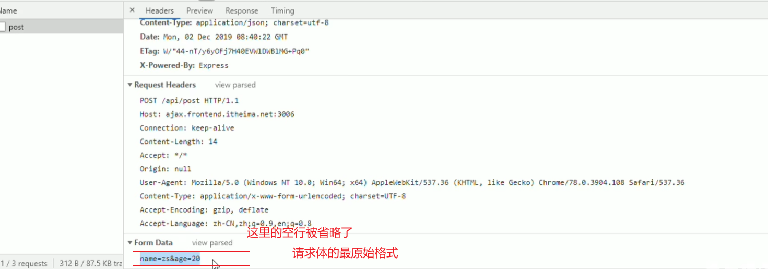 Name
× Headers Preview Response Timing
post
Content-Type: application/json; charset=utf-8
Date: Mon, 02 Dec 2019 08:40:22 GMT
ETag: W/"44-nT/y6yOFj7M40EVWlDWBlMG+Pq0"
X-Powered-By: Express
▼ Request Headers view parsed
POST /api/post HTTP/1.1
Host: ajax.frontend.itheima.net:3006
Connection: keep-alive
Content-Length: 14
Accept: */*
Origin: null
User-Agent: Mozilla/5.0 (Windows NT 10.0; Win64; x64) AppleWebKit/537.36 (KHTML, like Gecko) Chrome/78.0.3904.108 Safari/537.36
Content-Type: application/x-www-form-urlencoded; charset=UTF-8
Accept-Encoding: gzip, deflate
Accept-Language: zh-CN,zh;q=0.9,en;q=0.8
这里的空行被省略了
▼ Form Data view parsed
请求体的最原始格式
name=zs&age=20
1 / 3 requests 312 B / 87.5 KB trz